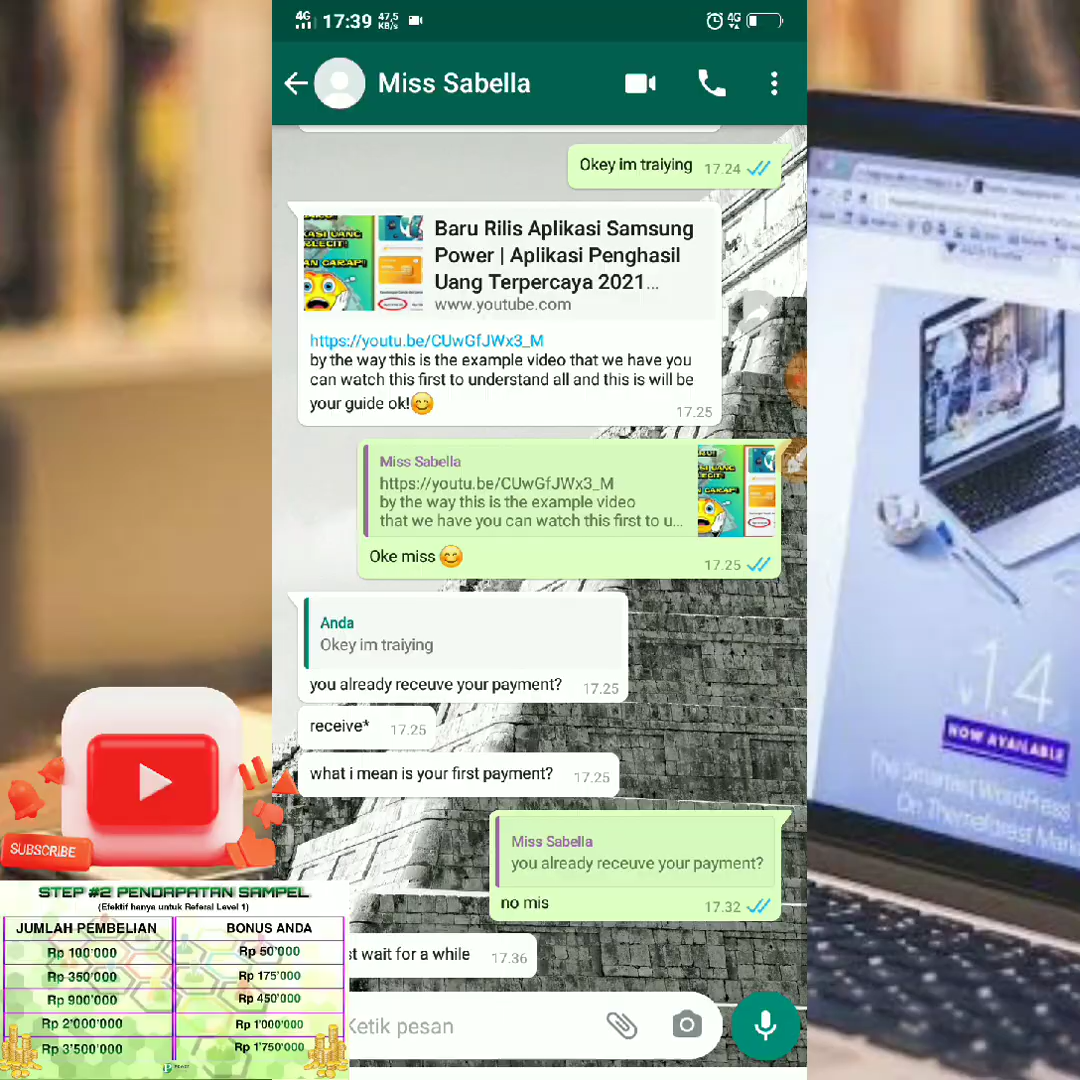 4G 17:39 47,5 KB/s
4G
Miss Sabella
Okey im traiying 17.24
Baru Rilis Aplikasi Samsung
Power | Aplikasi Penghasil
Uang Terpercaya 2021...
www.youtube.com
https://youtu.be/CUwGfJWx3_M
by the way this is the example video that we have you
can watch this first to understand all and this is will be
your guide ok!😊
17.25
Miss Sabella
https://youtu.be/CUwGfJWx3_M
by the way this is the example video
that we have you can watch this first to u...
Oke miss 😊
17.25
Anda
Okey im traiying
you already receuve your payment? 17.25
receive* 17.25
what i mean is your first payment? 17.25
Miss Sabella
you already receuve your payment?
no mis
17.32
wait for a while 17.36
Ketik pesan
SUBSCRIBE
STEP #2 PENDAPATAN SAMPEL
(Efektif hanya untuk Referal Level 1)
JUMLAH PEMBELIAN BONUS ANDA
Rp 100'000 Rp 50'000
Rp 350'000 Rp 175'000
Rp 900'000 Rp 450'000
Rp 2'000'000 Rp 1'000'000
Rp 3'500'000 Rp 1'750'000
v1.4
NOW AVAILABLE
The Smartest WordPress
On Themeforest